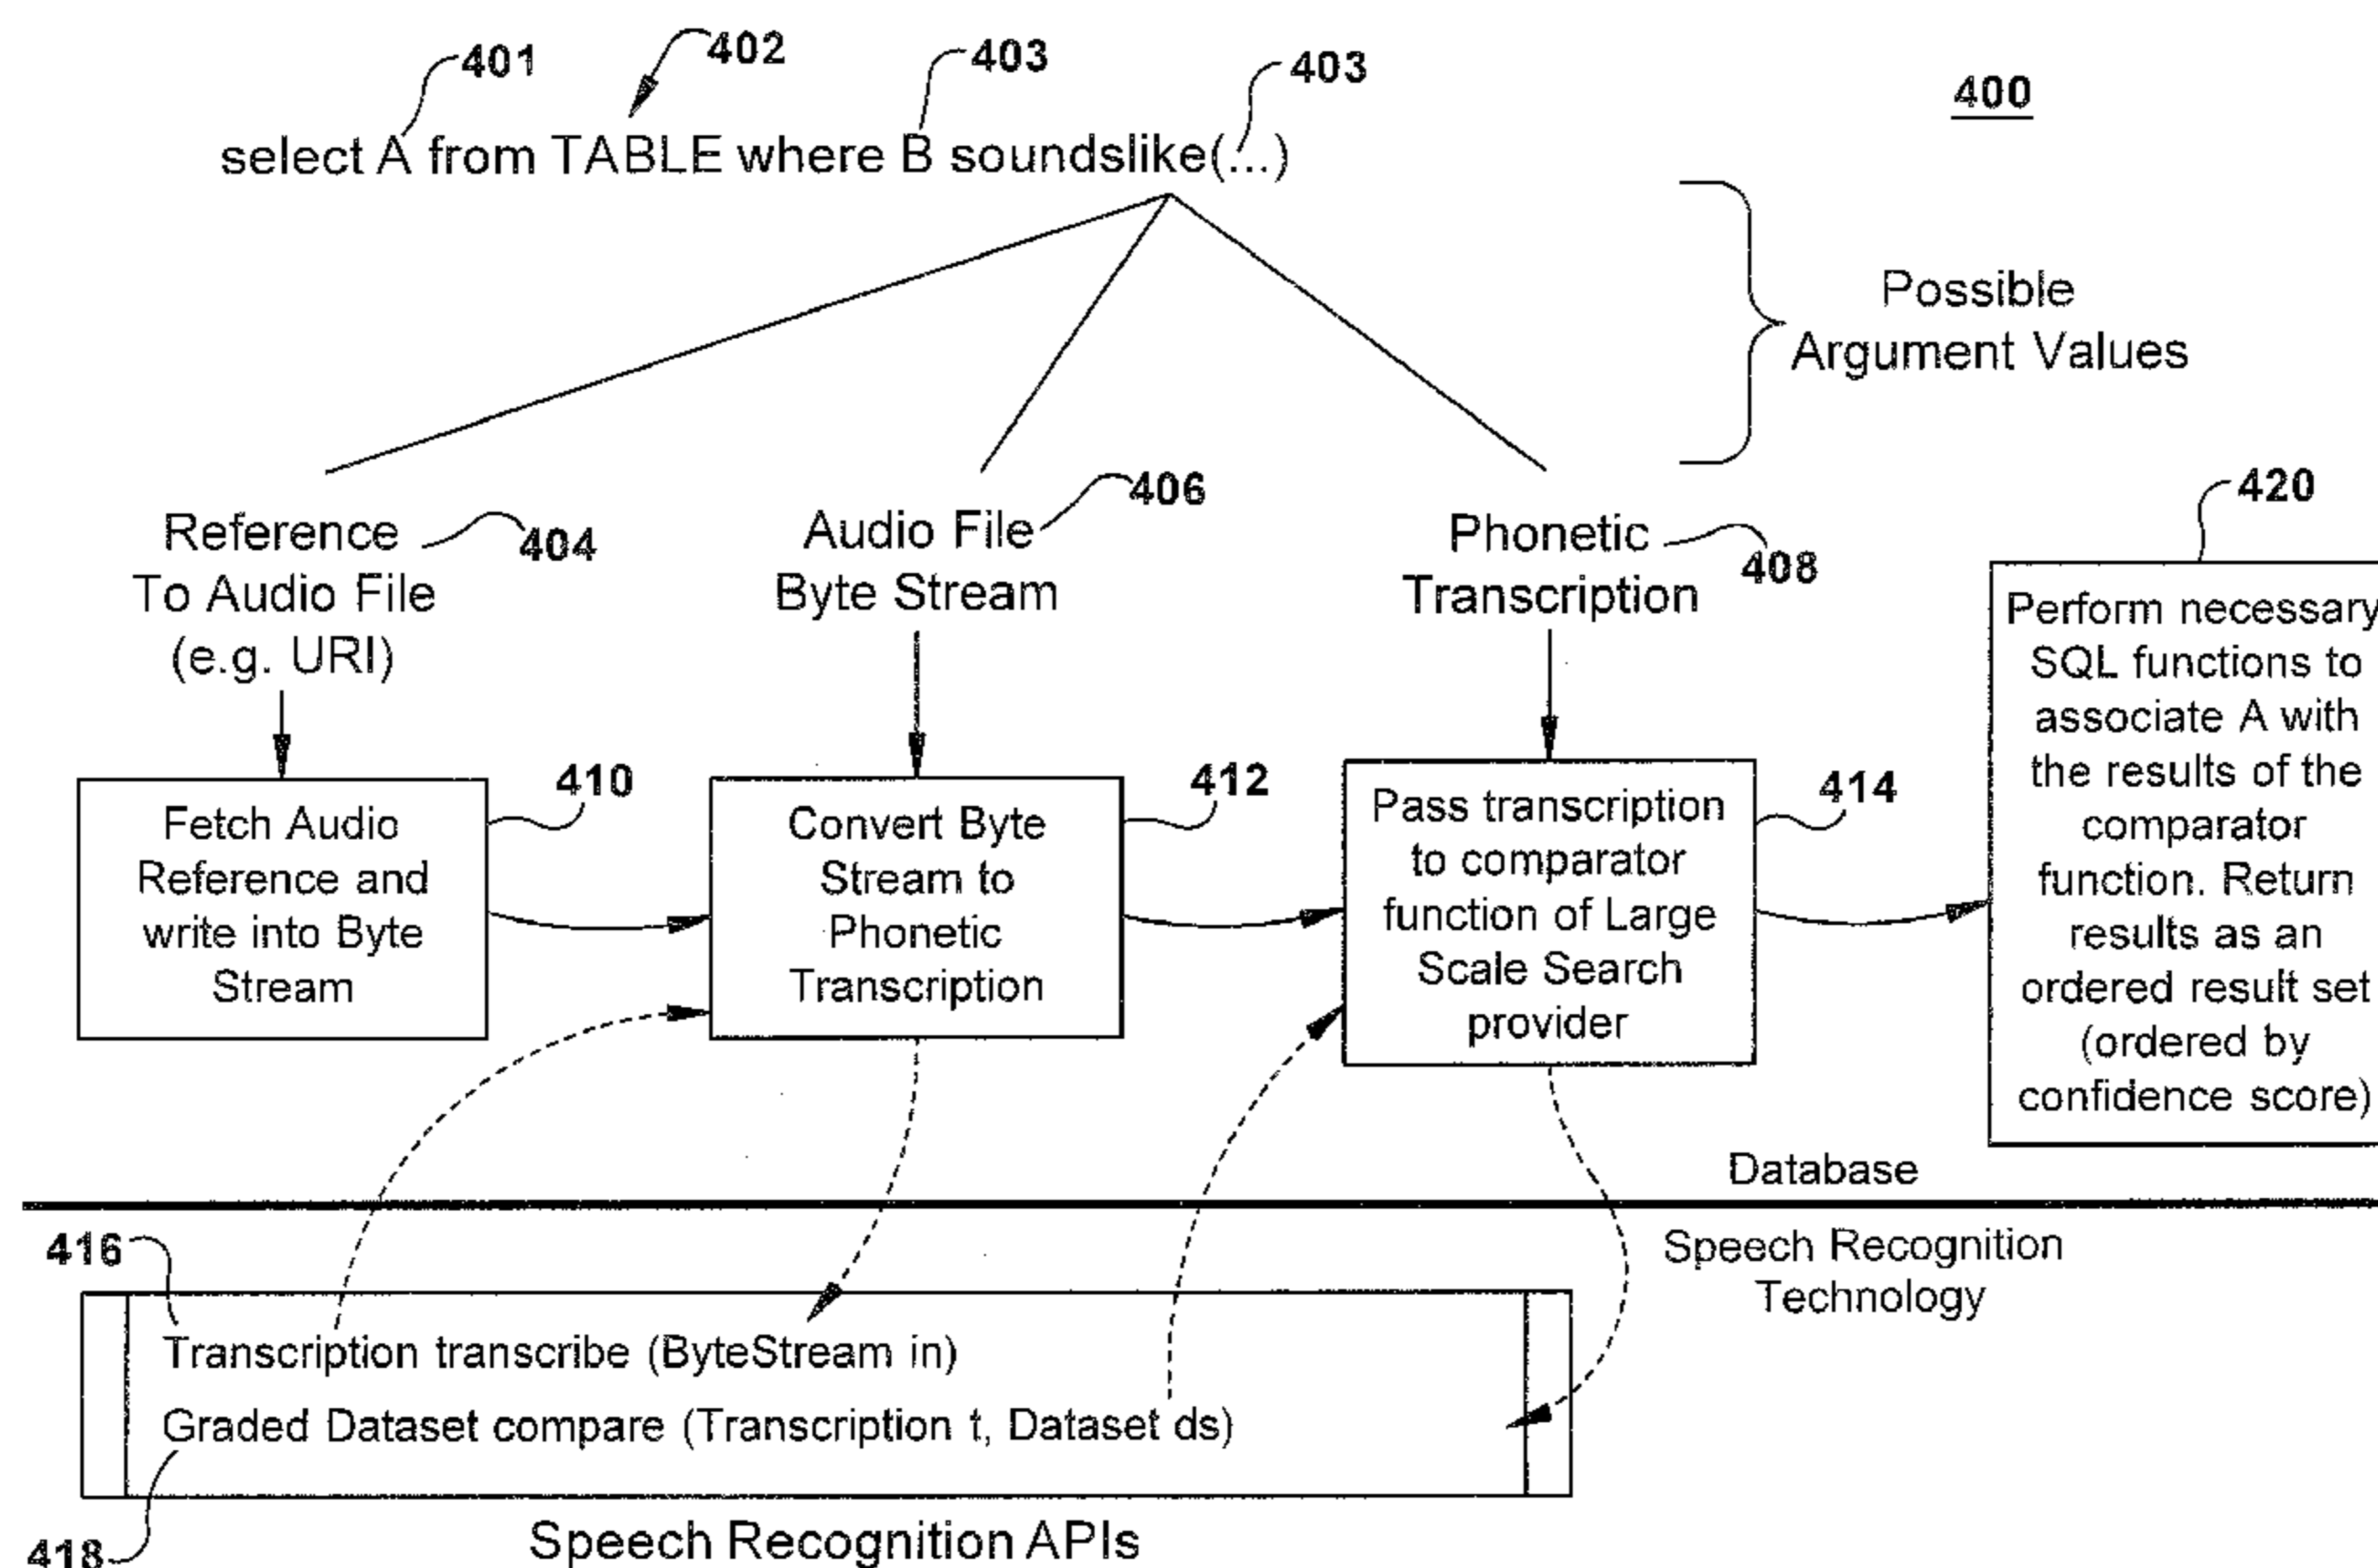 401
402
403
403
400
select A from TABLE where B soundslike(...)
Possible
Argument Values
Reference
To Audio File
(e.g. URI)
404
Audio File
Byte Stream
406
Phonetic
Transcription
408
420
Fetch Audio
Reference and
write into Byte
Stream
410
Convert Byte
Stream to
Phonetic
Transcription
412
Pass transcription
to comparator
function of Large
Scale Search
provider
414
Perform necessary
SQL functions to
associate A with
the results of the
comparator
function. Return
results as an
ordered result set
(ordered by
confidence score)
Database
Speech Recognition
Technology
416
Transcription transcribe (ByteStream in)
Graded Dataset compare (Transcription t, Dataset ds)
418
Speech Recognition APIs